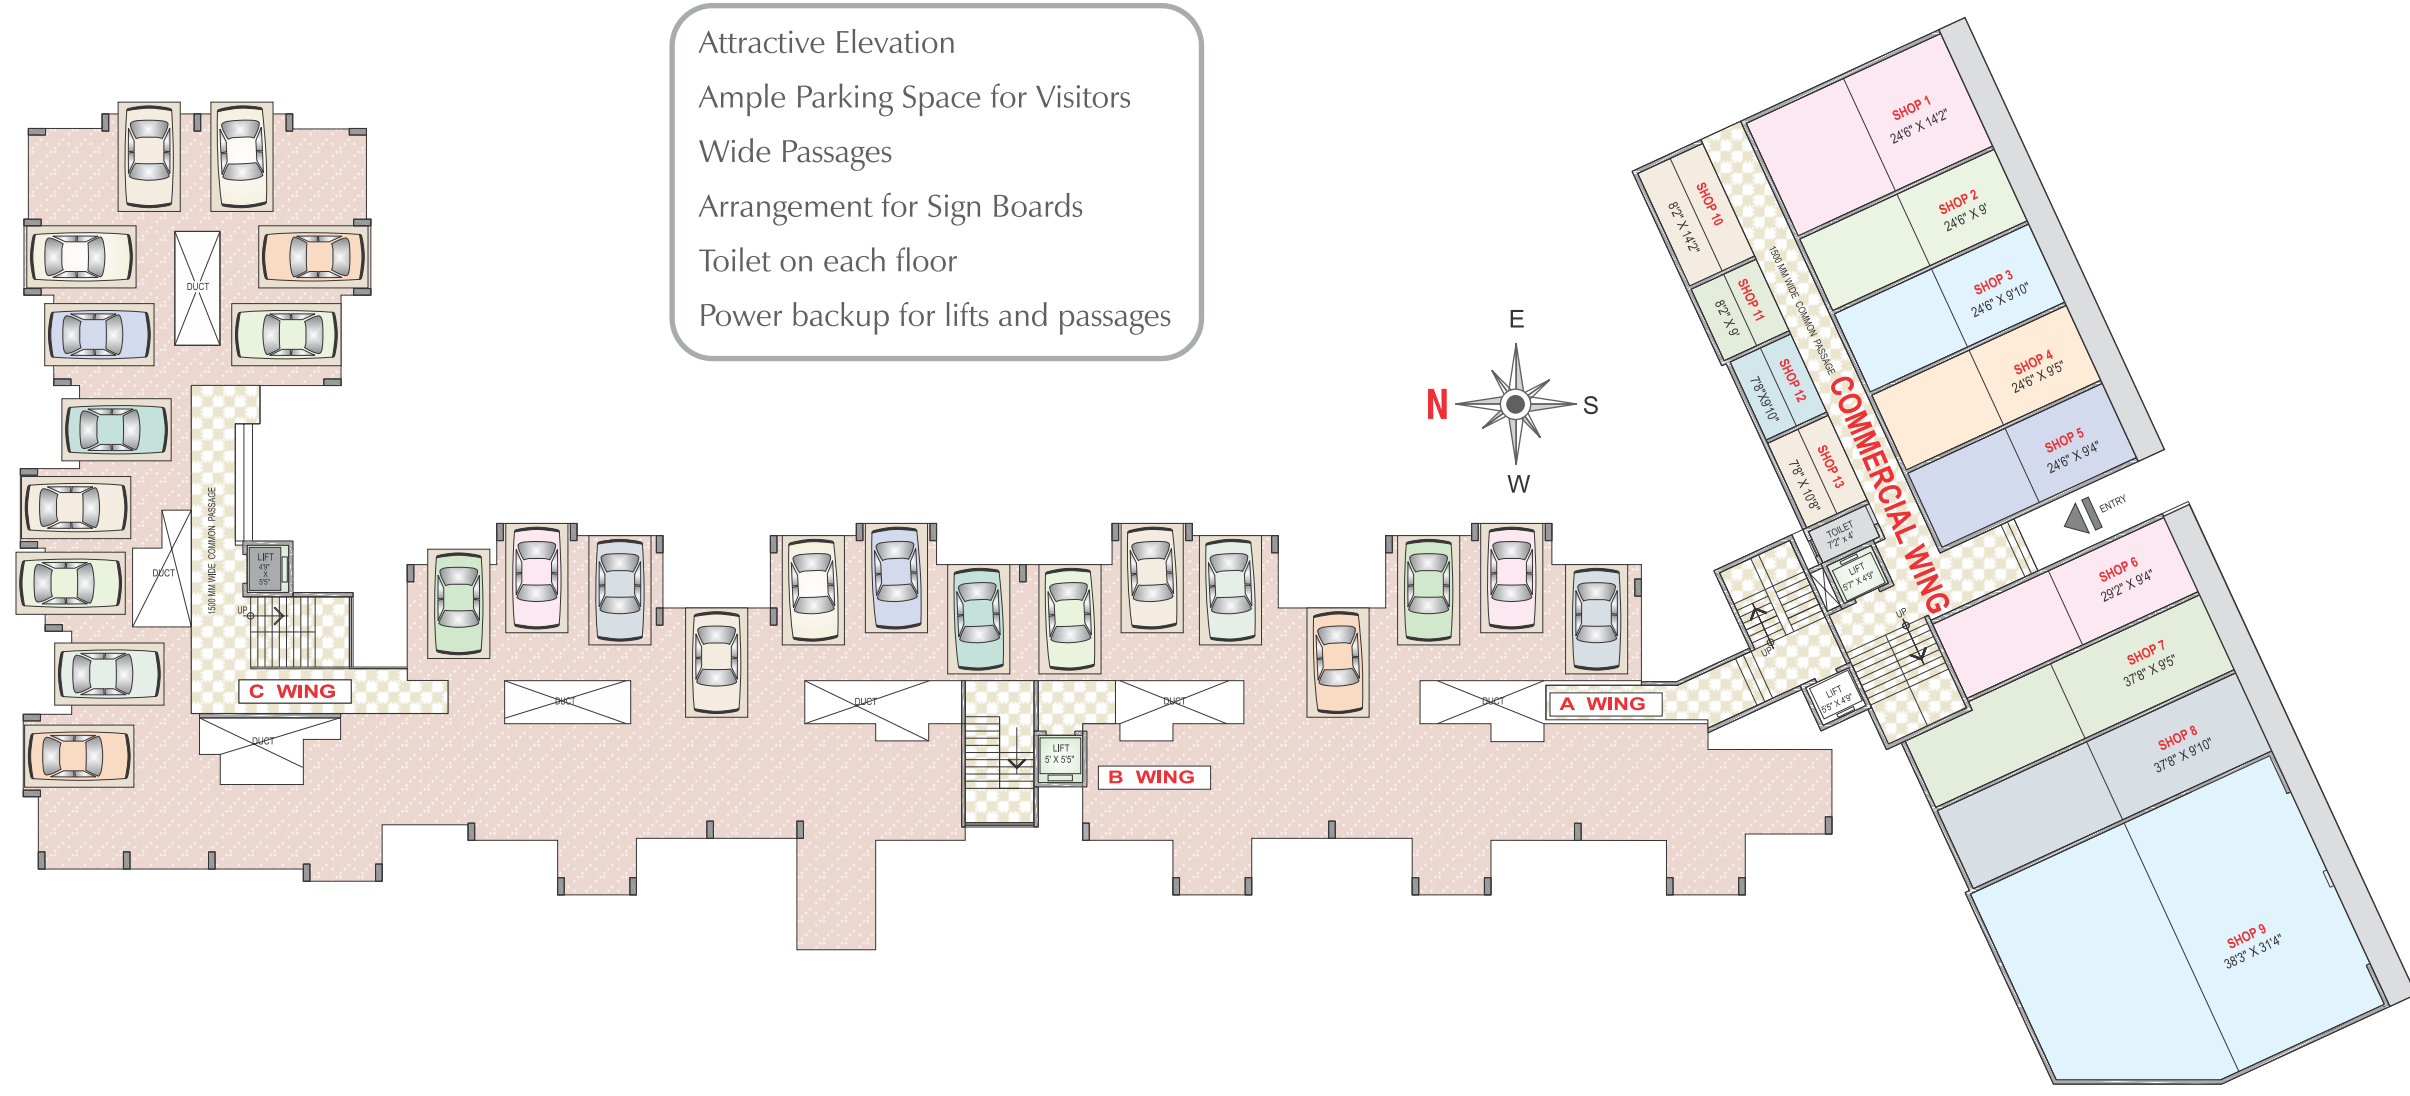 Attractive Elevation
Ample Parking Space for Visitors
Wide Passages
Arrangement for Sign Boards
Toilet on each floor
Power backup for lifts and passages
E
N
S
W
DUCT
DUCT
1500 MM WIDE COMMON PASSAGE
LIFT
4'9"
X
5'5"
UP
C WING
DUCT
DUCT
DUCT
LIFT
5' X 5'5"
B WING
DUCT
DUCT
A WING
SHOP 1
24'6" X 14'2"
SHOP 2
24'6" X 9'
SHOP 3
24'6" X 9'10"
SHOP 4
24'6" X 9'5"
SHOP 5
24'6" X 9'4"
SHOP 10
8'2" X 14'2"
SHOP 11
8'2" X 9'
SHOP 12
7'8"X9'10"
SHOP 13
7'8" X 10'8"
1500 MM WIDE COMMON PASSAGE
COMMERCIAL WING
TOILET
7'2" x 4'
LIFT
5'7" X 4'9"
UP
UP
LIFT
5'5" X 4'9"
ENTRY
SHOP 6
29'2" X 9'4"
SHOP 7
37'8" X 9'5"
SHOP 8
37'8" X 9'10"
SHOP 9
38'3" X 31'4"